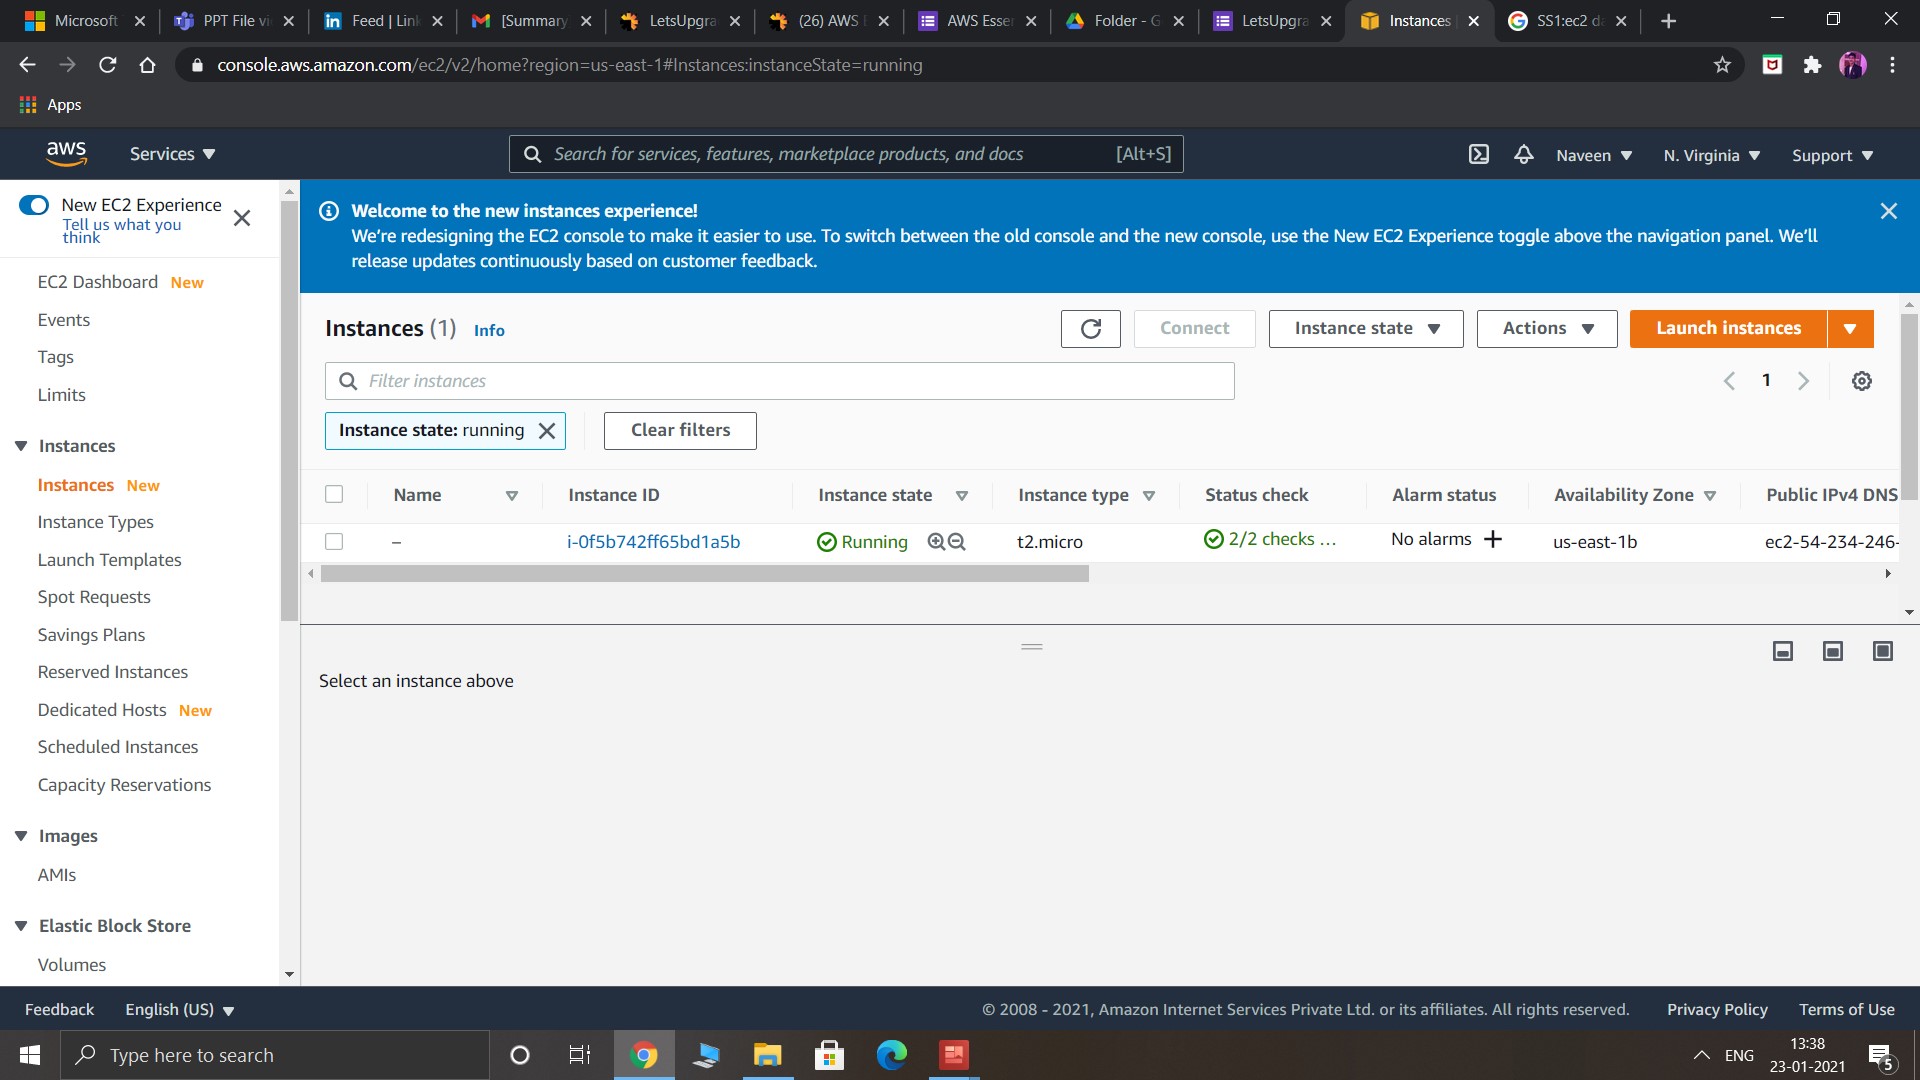 Microsoft
PPT File vi
Feed | Link
[Summary
LetsUpgra
(26) AWS E
AWS Essen
Folder - G
LetsUpgra
Instances
SS1:ec2 da
console.aws.amazon.com/ec2/v2/home?region=us-east-1#Instances:instanceState=running
Apps
aws
Services
Search for services, features, marketplace products, and docs
[Alt+S]
Naveen
N. Virginia
Support
New EC2 Experience
Tell us what you
think
EC2 Dashboard New
Events
Tags
Limits
Instances
Instances New
Instance Types
Launch Templates
Spot Requests
Savings Plans
Reserved Instances
Dedicated Hosts New
Scheduled Instances
Capacity Reservations
Images
AMIs
Elastic Block Store
Volumes
Welcome to the new instances experience!
We're redesigning the EC2 console to make it easier to use. To switch between the old console and the new console, use the New EC2 Experience toggle above the navigation panel. We'll
release updates continuously based on customer feedback.
Instances (1) Info
Connect
Instance state
Actions
Launch instances
Filter instances
1
Instance state: running
Clear filters
Name Instance ID Instance state Instance type Status check Alarm status Availability Zone Public IPv4 DNS
– i-0f5b742ff65bd1a5b Running t2.micro 2/2 checks ... No alarms + us-east-1b ec2-54-234-246-
Select an instance above
Feedback English (US)
© 2008 - 2021, Amazon Internet Services Private Ltd. or its affiliates. All rights reserved. Privacy Policy Terms of Use
Type here to search
ENG
13:38
23-01-2021
5